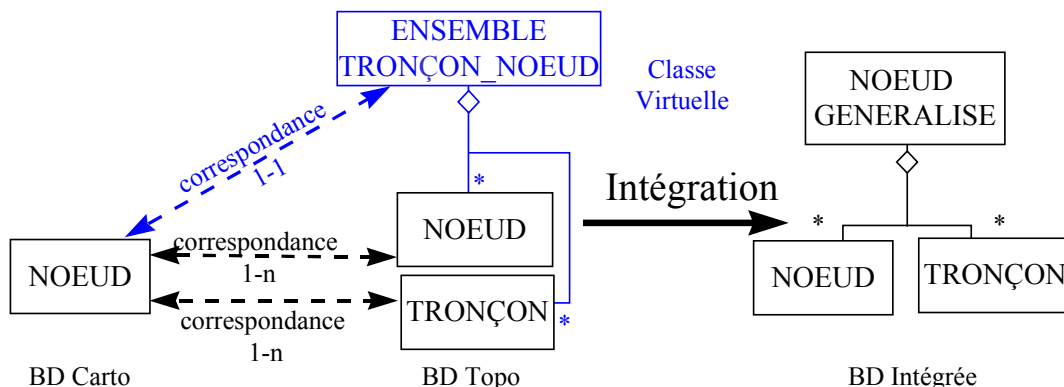 ENSEMBLE
TRONÇON_NOEUD
Classe
Virtuelle
NOEUD
GENERALISE
correspondance
1-1
*
Intégration
*
*
NOEUD
correspondance
1-n
NOEUD
NOEUD
TRONÇON
TRONÇON
*
correspondance
1-n
BD Carto
BD Topo
BD Intégrée